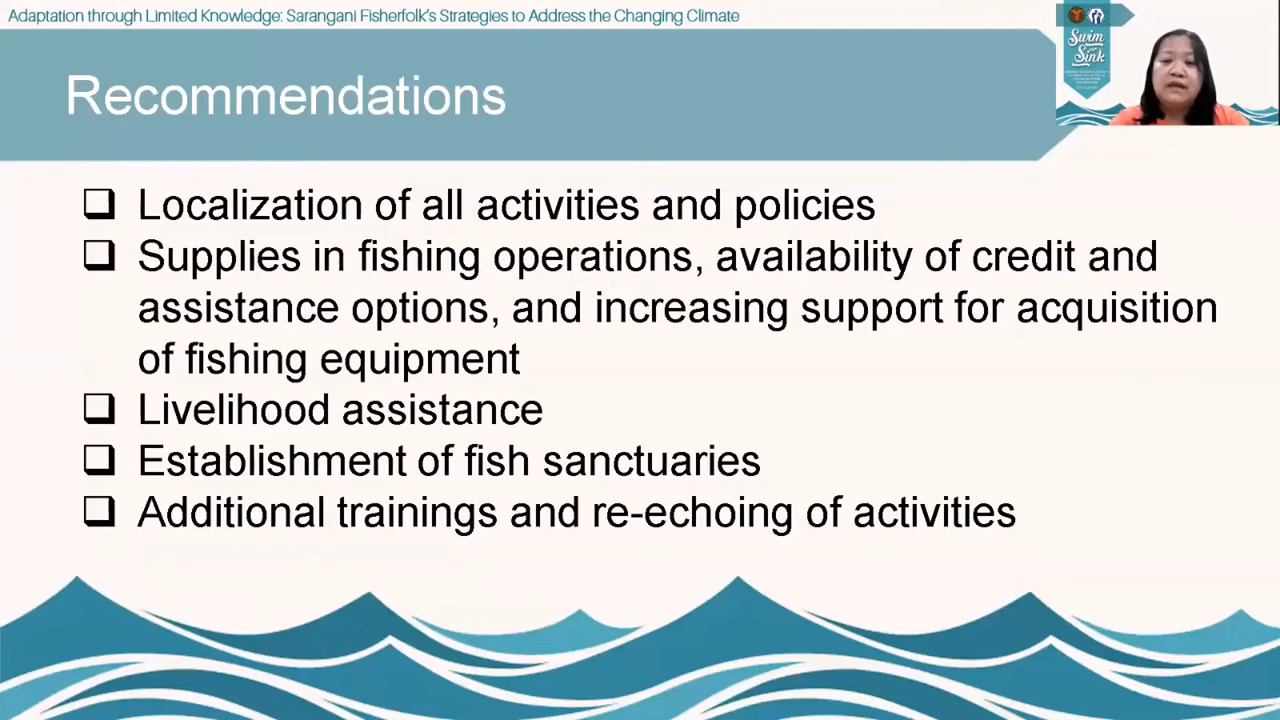 Adaptation through Limited Knowledge: Sarangani Fisherfolk's Strategies to Address the Changing Climate
Swim
Sink
Recommendations
❑ Localization of all activities and policies
❑ Supplies in fishing operations, availability of credit and
assistance options, and increasing support for acquisition
of fishing equipment
❑ Livelihood assistance
❑ Establishment of fish sanctuaries
❑ Additional trainings and re-echoing of activities